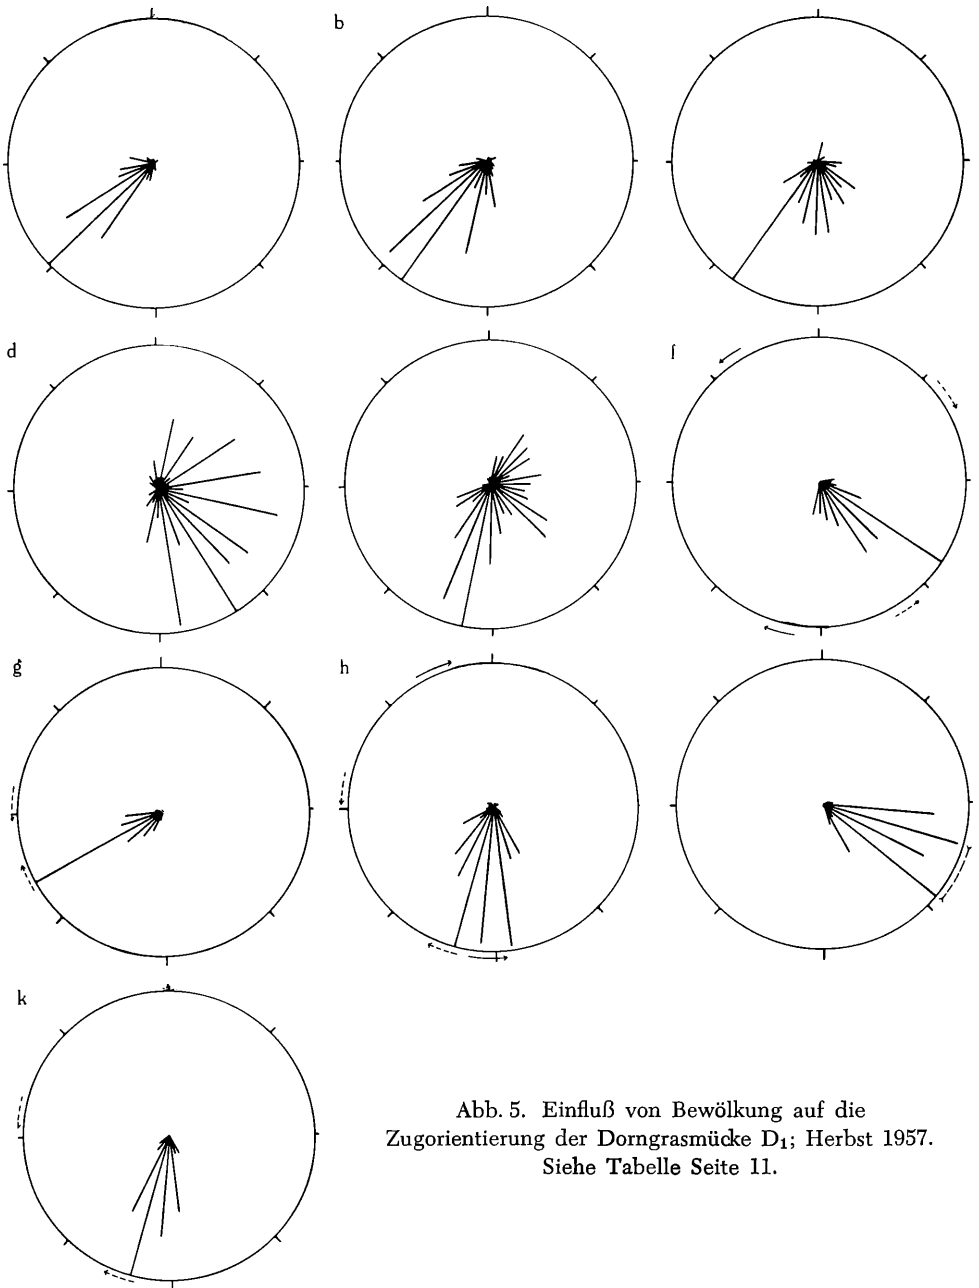 b
d
f
g
h
k
Abb. 5. Einfluß von Bewölkung auf die
Zugorientierung der Dorngrasmücke D₁; Herbst 1957.
Siehe Tabelle Seite 11.